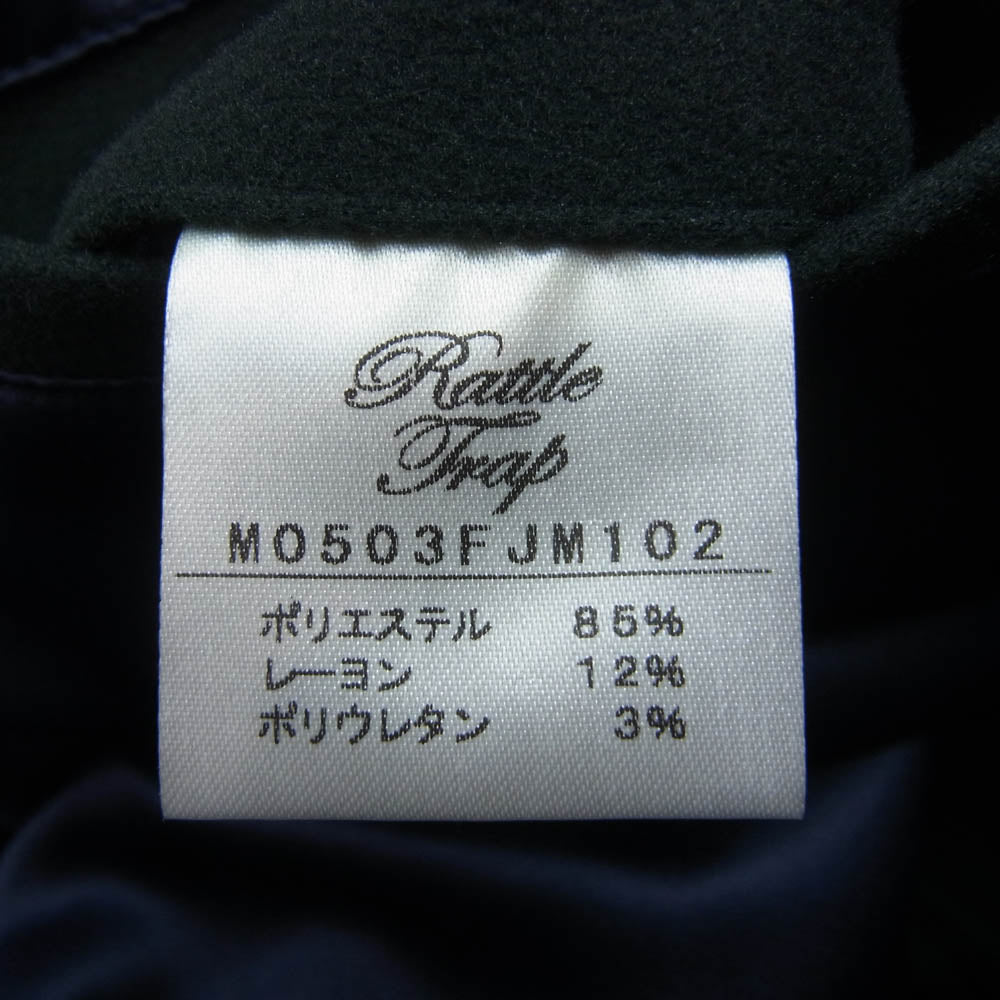 Rattle
Trap
M0503FJM102
ポリエステル 85%
レーヨン 12%
ポリウレタン 3%